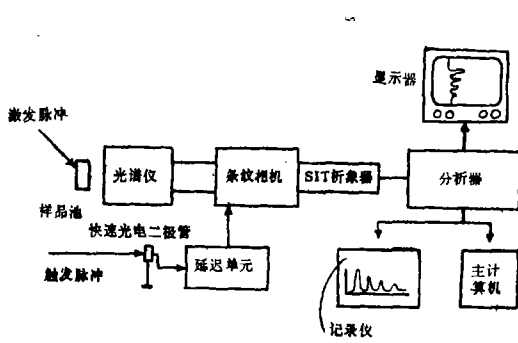 显示器
激发脉冲
光谱仪
条纹相机
SIT析象器
分析器
样品池
快速光电二极管
触发脉冲
延迟单元
主计
算机
记录仪